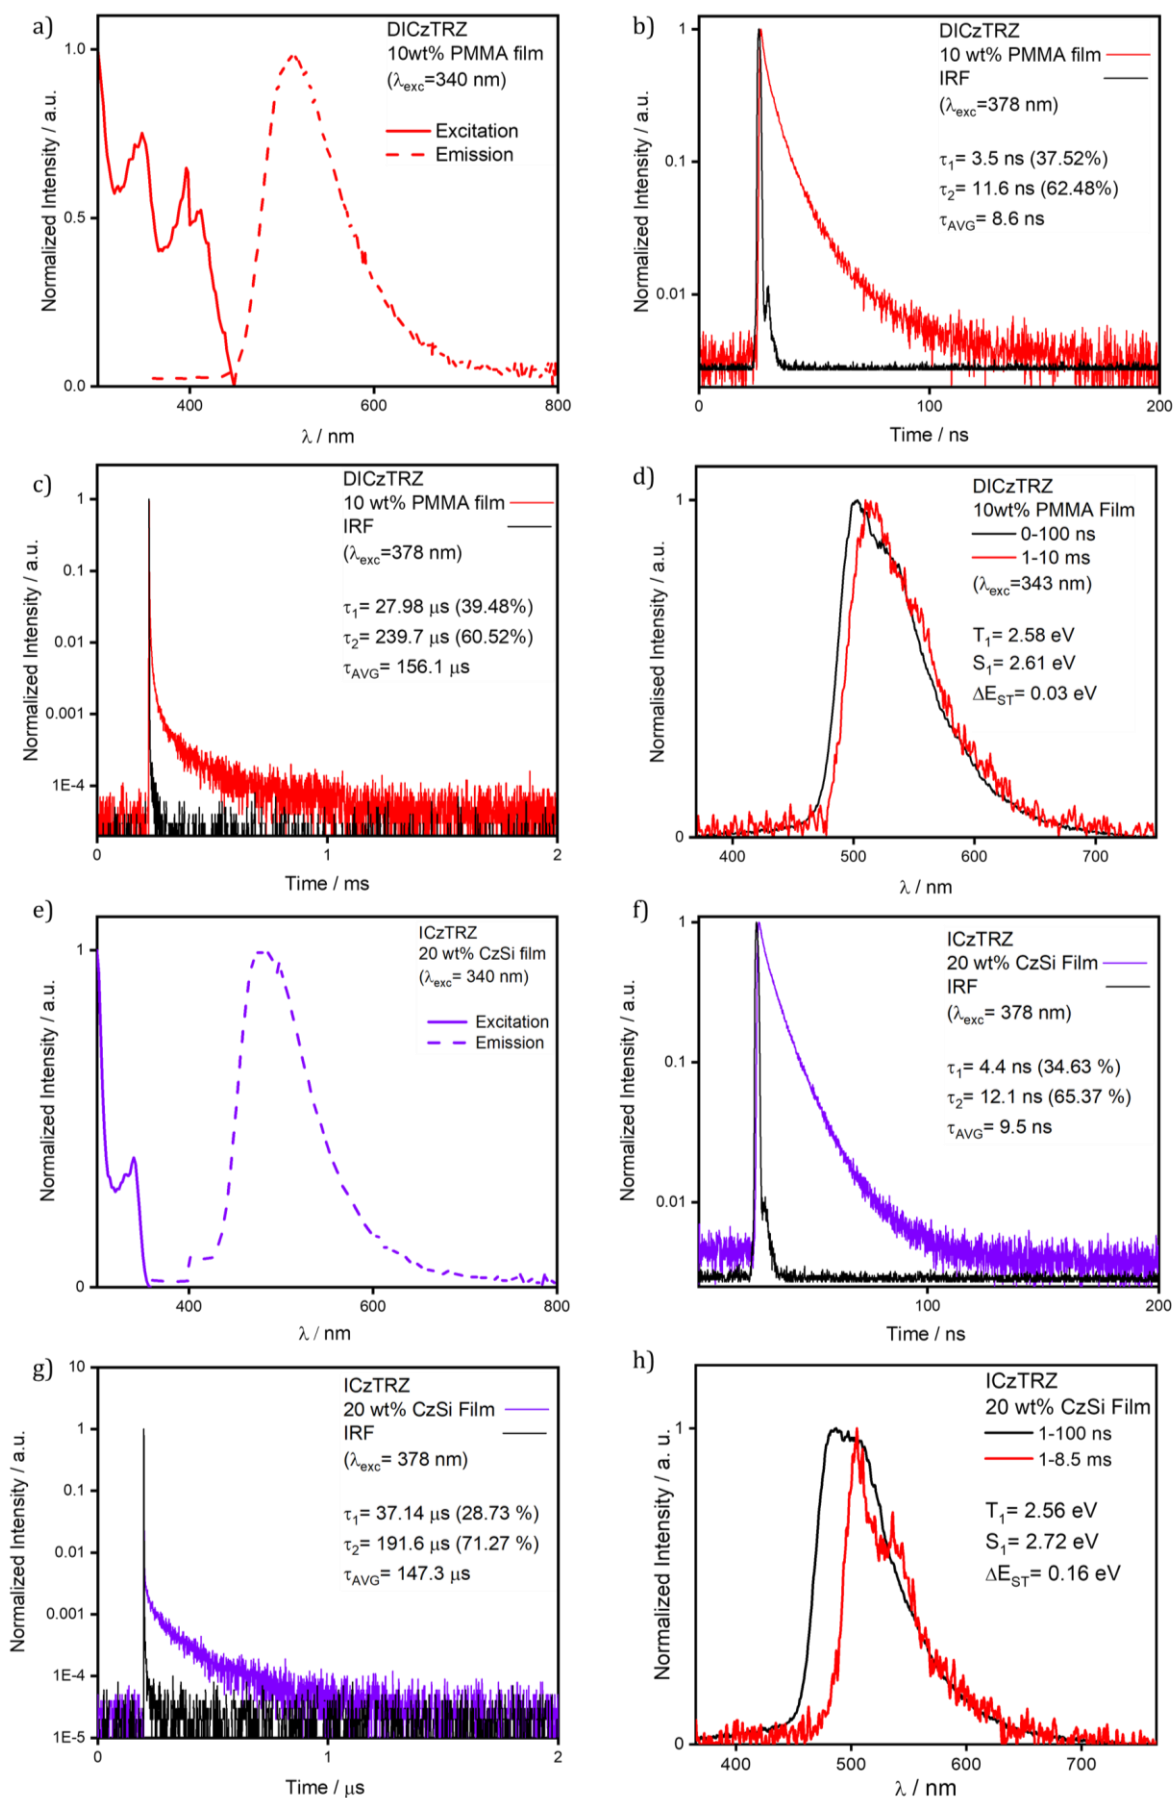 a)
DICzTRZ
10wt% PMMA film
(λexc=340 nm)
Excitation
Emission
Normalized Intensity / a.u.
1.0
0.5
0.0
400
600
800
λ / nm
b)
DICzTRZ
10 wt% PMMA film
IRF
(λexc=378 nm)
τ1= 3.5 ns (37.52%)
τ2= 11.6 ns (62.48%)
τAVG= 8.6 ns
Normalized Intensity / a.u.
1
0.1
0.01
0
100
200
Time / ns
c)
DICzTRZ
10 wt% PMMA film
IRF
(λexc=378 nm)
τ1= 27.98 μs (39.48%)
τ2= 239.7 μs (60.52%)
τAVG= 156.1 μs
Normalized Intensity / a.u.
1
0.1
0.01
0.001
1E-4
0
1
2
Time / ms
d)
DICzTRZ
10wt% PMMA Film
0-100 ns
1-10 ms
(λexc=343 nm)
T1= 2.58 eV
S1= 2.61 eV
ΔEST= 0.03 eV
Normalised Intensity / a.u.
1
0
400
500
600
700
λ / nm
e)
ICzTRZ
20 wt% CzSi film
(λexc= 340 nm)
Excitation
Emission
Normalized Intensity / a.u.
1
0
400
600
800
λ / nm
f)
ICzTRZ
20 wt% CzSi Film
IRF
(λexc= 378 nm)
τ1= 4.4 ns (34.63 %)
τ2= 12.1 ns (65.37 %)
τAVG= 9.5 ns
Normalized Intensity / a.u.
1
0.1
0.01
100
200
Time / ns
g)
ICzTRZ
20 wt% CzSi Film
IRF
(λexc= 378 nm)
τ1= 37.14 μs (28.73 %)
τ2= 191.6 μs (71.27 %)
τAVG= 147.3 μs
Normalized Intensity / a.u.
10
1
0.1
0.01
0.001
1E-4
1E-5
0
1
2
Time / μs
h)
ICzTRZ
20 wt% CzSi Film
1-100 ns
1-8.5 ms
T1= 2.56 eV
S1= 2.72 eV
ΔEST= 0.16 eV
Normalized Intensity / a. u.
1
0
400
500
600
700
λ / nm